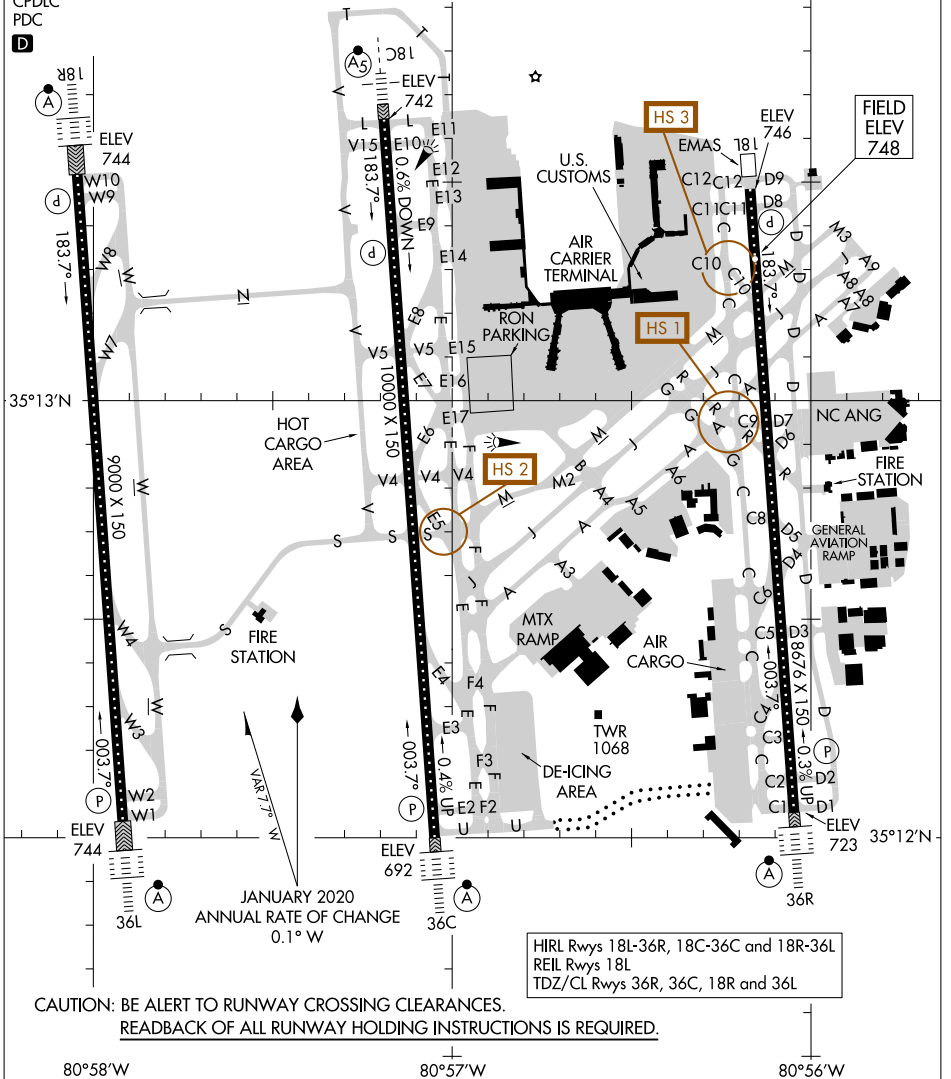 CPDLC
PDC
D
18R
A
ELEV
744
W10
W9
P
183.7°
W8
W
W7
N
9000 X 150
W
W4
W
W3
003.7°
P
W2
W1
ELEV
744
36L
A
T
T
A5
18C
ELEV
742
V
L
L
V15
E10
E11
183.7°
0.6% DOWN
E12
E
E13
V
E9
P
E14
E8
E
V
V5
V5
E15
E7
E16
10000 X 150
E17
E6
E
F
HOT
CARGO
AREA
V4
V4
V4
V
E5
HS 2
S
S
S
F
S
FIRE
STATION
J
E
F
E4
F4
E
F
E3
F3
F
E
003.7°
0.4% UP
P
E2
F2
U
U
ELEV
692
36C
A
U.S.
CUSTOMS
AIR
CARRIER
TERMINAL
RON
PARKING
HS 3
HS 1
EMAS
18L
ELEV
746
FIELD
ELEV
748
C12
C12
D9
C11
C11
D8
C
P
D
M3
C10
C10
183.7°
M
D
J
A9
A8
A8
A7
C
M
J
J
D
A
R
G
C
A
D
G
R
A
C9
R
G
D7
D6
R
NC ANG
FIRE
STATION
M
J
B
M2
A
A6
A4
A5
M
J
A
C
C8
D5
D4
GENERAL
AVIATION
RAMP
A3
A
C
C6
D
MTX
RAMP
AIR
CARGO
C5
D3
C
003.7°
8676 X 150
C4
D
C3
C
0.3% UP
P
C2
D2
C1
D1
TWR
1068
DE-ICING
AREA
ELEV
723
36R
A
35°13'N
35°12'N
VAR 7.7° W
JANUARY 2020
ANNUAL RATE OF CHANGE
0.1° W
HIRL Rwys 18L-36R, 18C-36C and 18R-36L
REIL Rwys 18L
TDZ/CL Rwys 36R, 36C, 18R and 36L
CAUTION: BE ALERT TO RUNWAY CROSSING CLEARANCES.
READBACK OF ALL RUNWAY HOLDING INSTRUCTIONS IS REQUIRED.
80°58'W
80°57'W
80°56'W